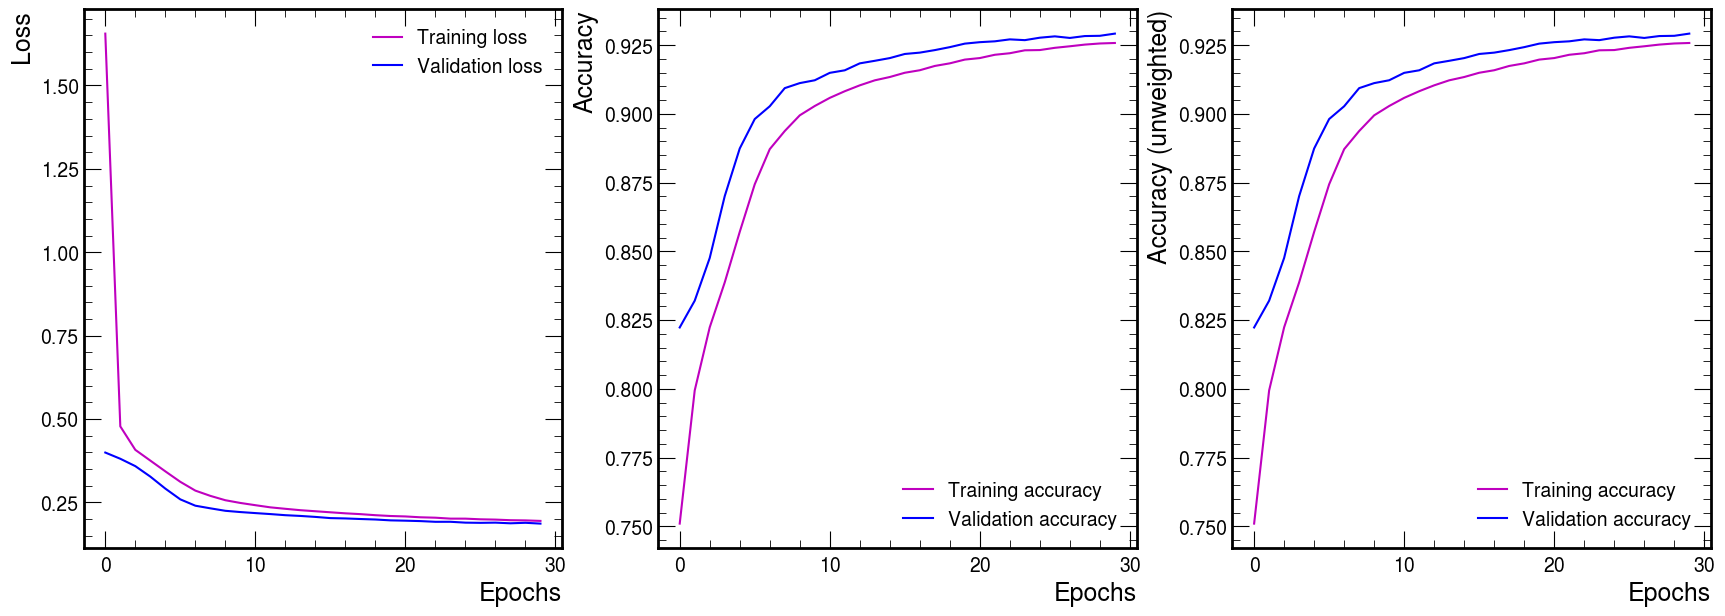 Loss
Training loss
Validation loss
1.50
1.25
1.00
0.75
0.50
0.25
0
10
20
30
Epochs
Accuracy
0.925
0.900
0.875
0.850
0.825
0.800
0.775
0.750
Training accuracy
Validation accuracy
0
10
20
30
Epochs
Accuracy (unweighted)
0.925
0.900
0.875
0.850
0.825
0.800
0.775
0.750
Training accuracy
Validation accuracy
0
10
20
30
Epochs